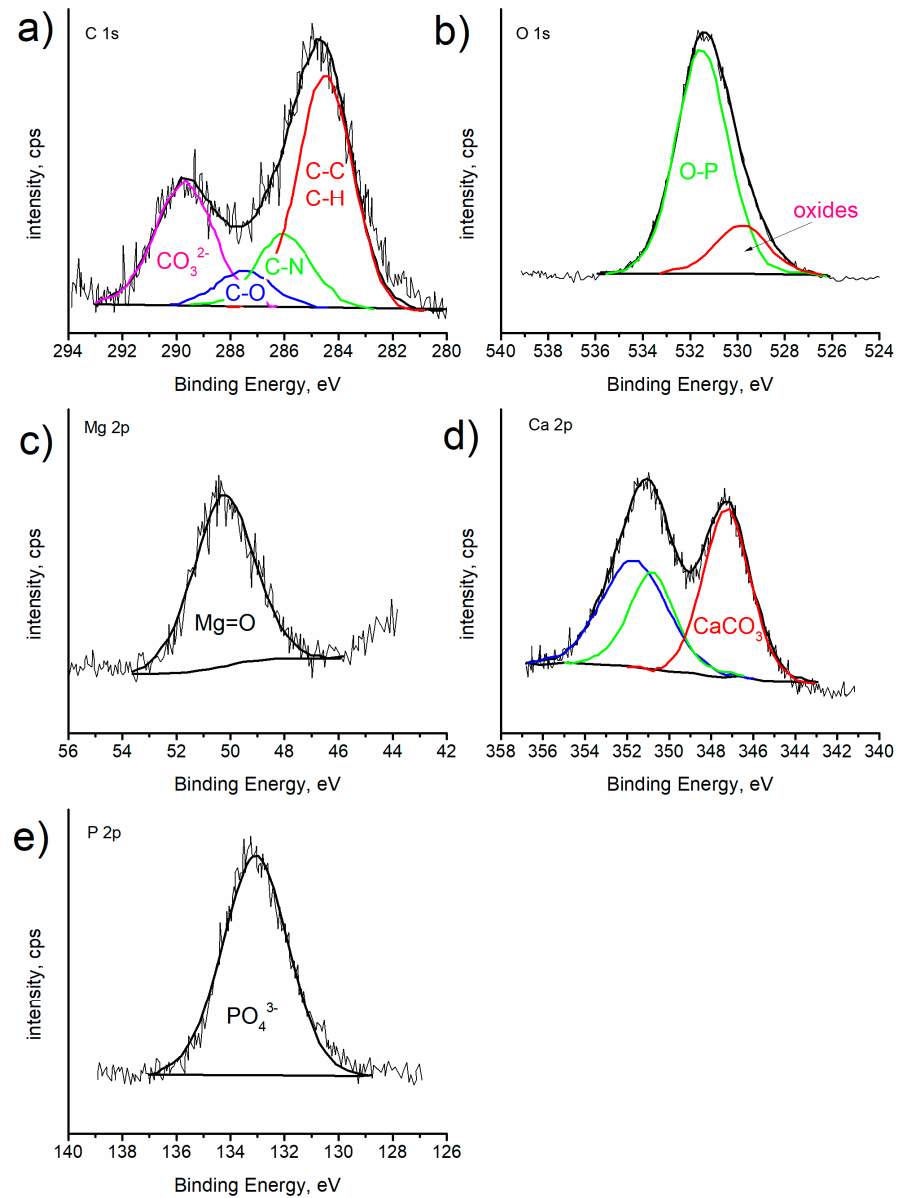 a)
C 1s
intensity, cps
CO₃²⁻
C-O
C-N
C-C
C-H
294 292 290 288 286 284 282 280
Binding Energy, eV
b)
O 1s
intensity, cps
O-P
oxides
540 538 536 534 532 530 528 526 524
Binding Energy, eV
c)
Mg 2p
intensity, cps
Mg=O
56 54 52 50 48 46 44 42
Binding Energy, eV
d)
Ca 2p
intensity, cps
CaCO₃
358 356 354 352 350 348 346 344 342 340
Binding Energy, eV
e)
P 2p
intensity, cps
PO₄³⁻
140 138 136 134 132 130 128 126
Binding Energy, eV